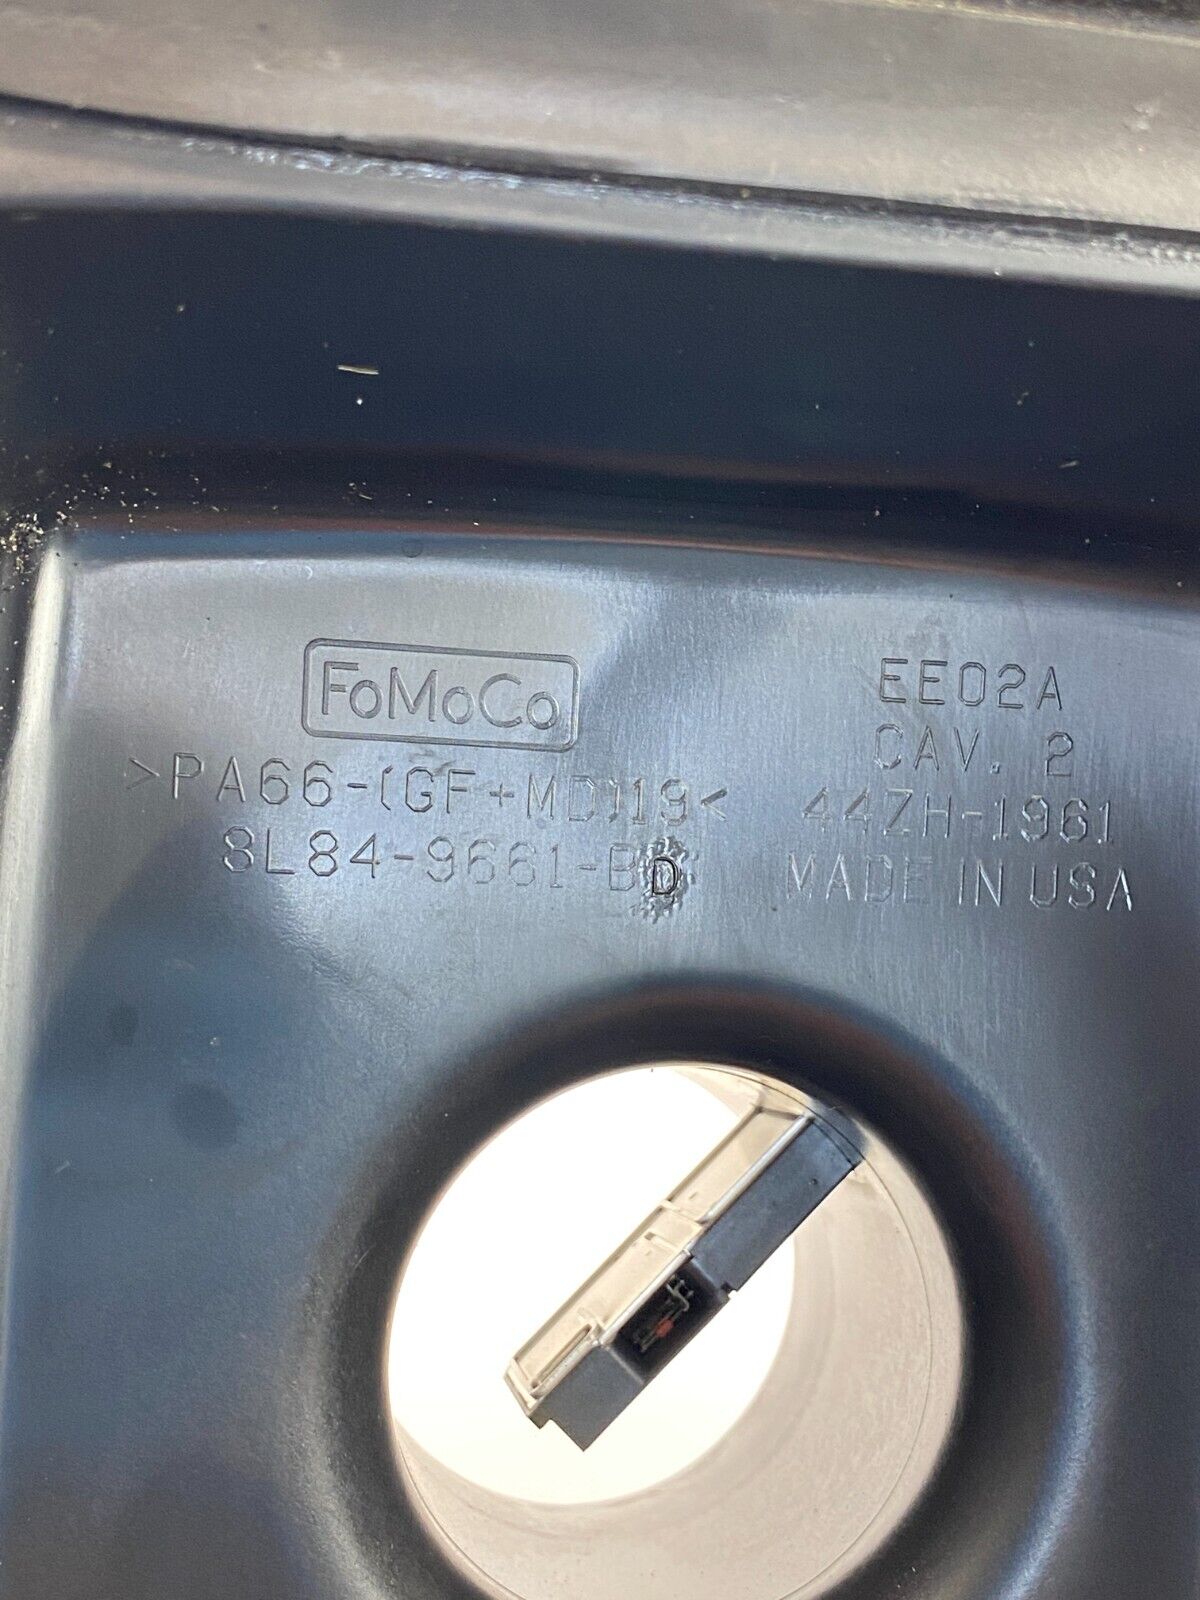 FoMoCo
>PA66-(GF+MD)19<
8L84-9661-BD
EE02A
CAV. 2
44ZH-1961
MADE IN USA